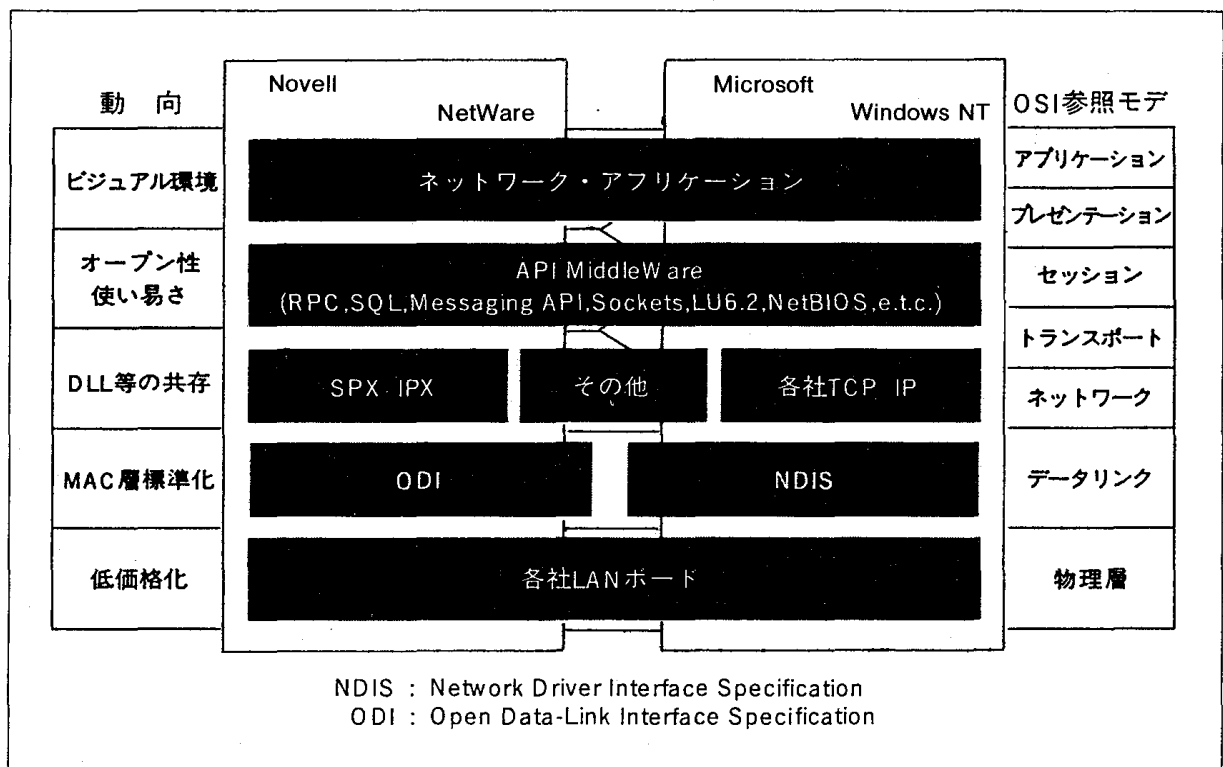 動 向
ビジュアル環境
オープン性
使い易さ
DLL等の共存
MAC層標準化
低価格化
Novell
NetWare
Microsoft
Windows NT
ネットワーク・アフリケーション
API MiddleWare
(RPC,SQL,Messaging API,Sockets,LU6.2,NetBIOS,e.t.c.)
SPX IPX
その他
各社TCP IP
ODI
NDIS
各社LANボード
OSI参照モデ
アプリケーション
プレゼンテーション
セッション
トランスポート
ネットワーク
データリンク
物理層
NDIS : Network Driver Interface Specification
ODI : Open Data-Link Interface Specification